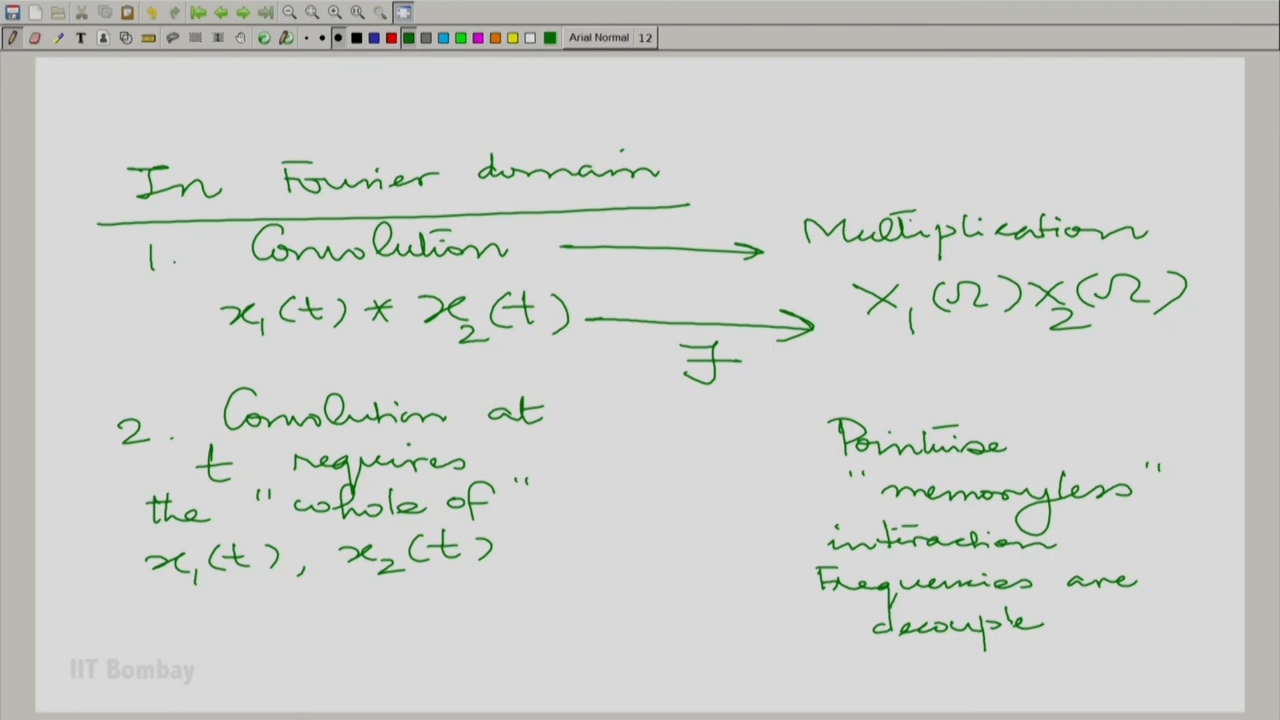 Arial Normal 12
In Fourier domain
1. Convolution → Multiplication
x₁(t) * x₂(t) → X₁(Ω) X₂(Ω)
ℱ
2. Convolution at
t requires
the "whole of"
x₁(t), x₂(t)
Pointwise
"memoryless"
interaction
Frequencies are
decouple
IIT Bombay